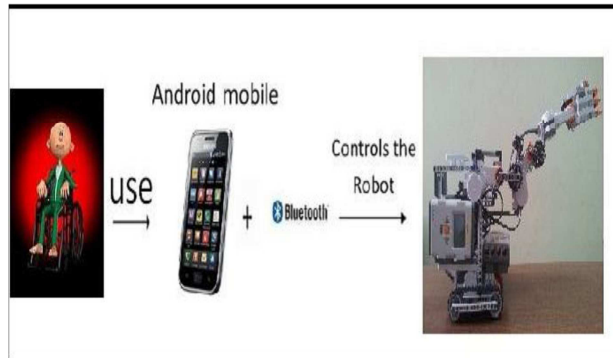 Android mobile
use
+
Bluetooth
Controls the
Robot